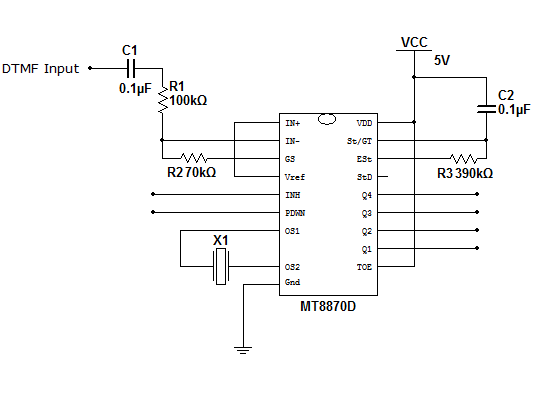 VCC
5V
C1
DTMF Input
0.1µF
R1
100kΩ
C2
0.1µF
IN+ VDD
IN- St/GT
GS ESt
R2 70kΩ
R3 390kΩ
Vref StD
INH Q4
PDWN Q3
OS1 Q2
X1
Q1
OS2 TOE
Gnd
MT8870D